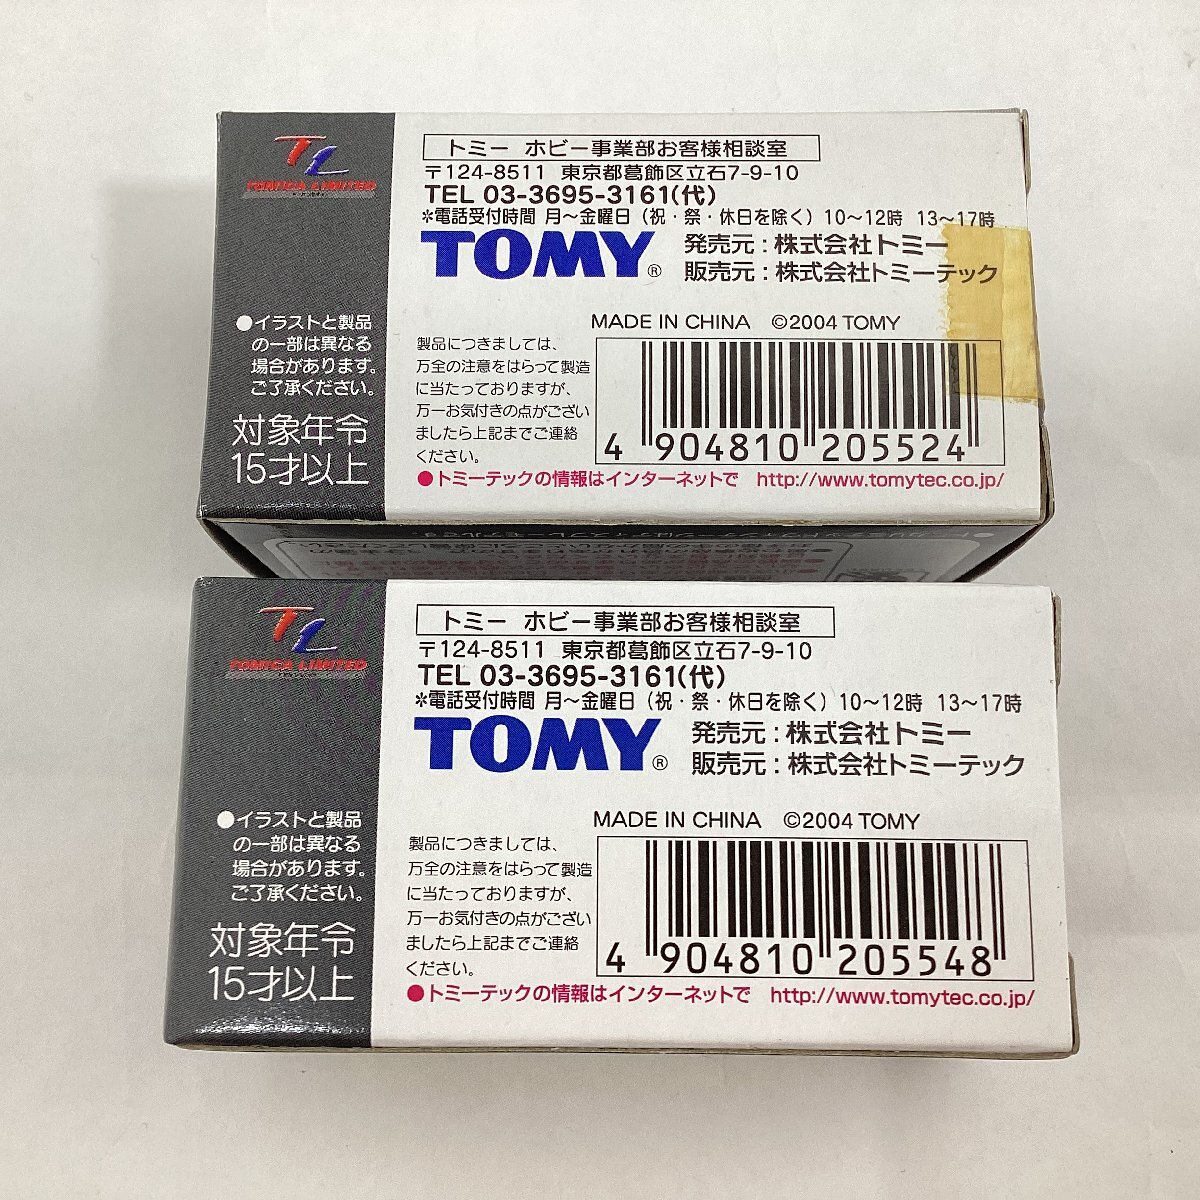 TL
TOMICA LIMITED
●イラストと製品
の一部は異なる
場合があります。
ご了承ください。
対象年令
15才以上
トミー ホビー事業部お客様相談室
〒124-8511 東京都葛飾区立石7-9-10
TEL 03-3695-3161(代)
*電話受付時間 月〜金曜日（祝・祭・休日を除く）10〜12時 13〜17時
TOMY®
発売元：株式会社トミー
販売元：株式会社トミーテック
MADE IN CHINA ©2004 TOMY
製品につきましては、
万全の注意をはらって製造
に当たっておりますが、
万一お気付きの点がござい
ましたら上記までご連絡
ください。
4 904810 205524
●トミーテックの情報はインターネットで http://www.tomytec.co.jp/
TL
TOMICA LIMITED
●イラストと製品
の一部は異なる
場合があります。
ご了承ください。
対象年令
15才以上
トミー ホビー事業部お客様相談室
〒124-8511 東京都葛飾区立石7-9-10
TEL 03-3695-3161(代)
*電話受付時間 月〜金曜日（祝・祭・休日を除く）10〜12時 13〜17時
TOMY®
発売元：株式会社トミー
販売元：株式会社トミーテック
MADE IN CHINA ©2004 TOMY
製品につきましては、
万全の注意をはらって製造
に当たっておりますが、
万一お気付きの点がござい
ましたら上記までご連絡
ください。
4 904810 205548
●トミーテックの情報はインターネットで http://www.tomytec.co.jp/